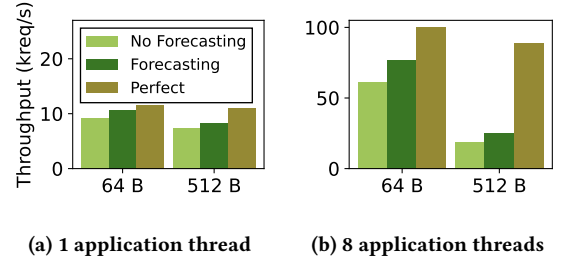 Throughput (kreq/s)
20
10
0
No Forecasting
Forecasting
Perfect
64 B
512 B
100
50
0
64 B
512 B
(a) 1 application thread
(b) 8 application threads